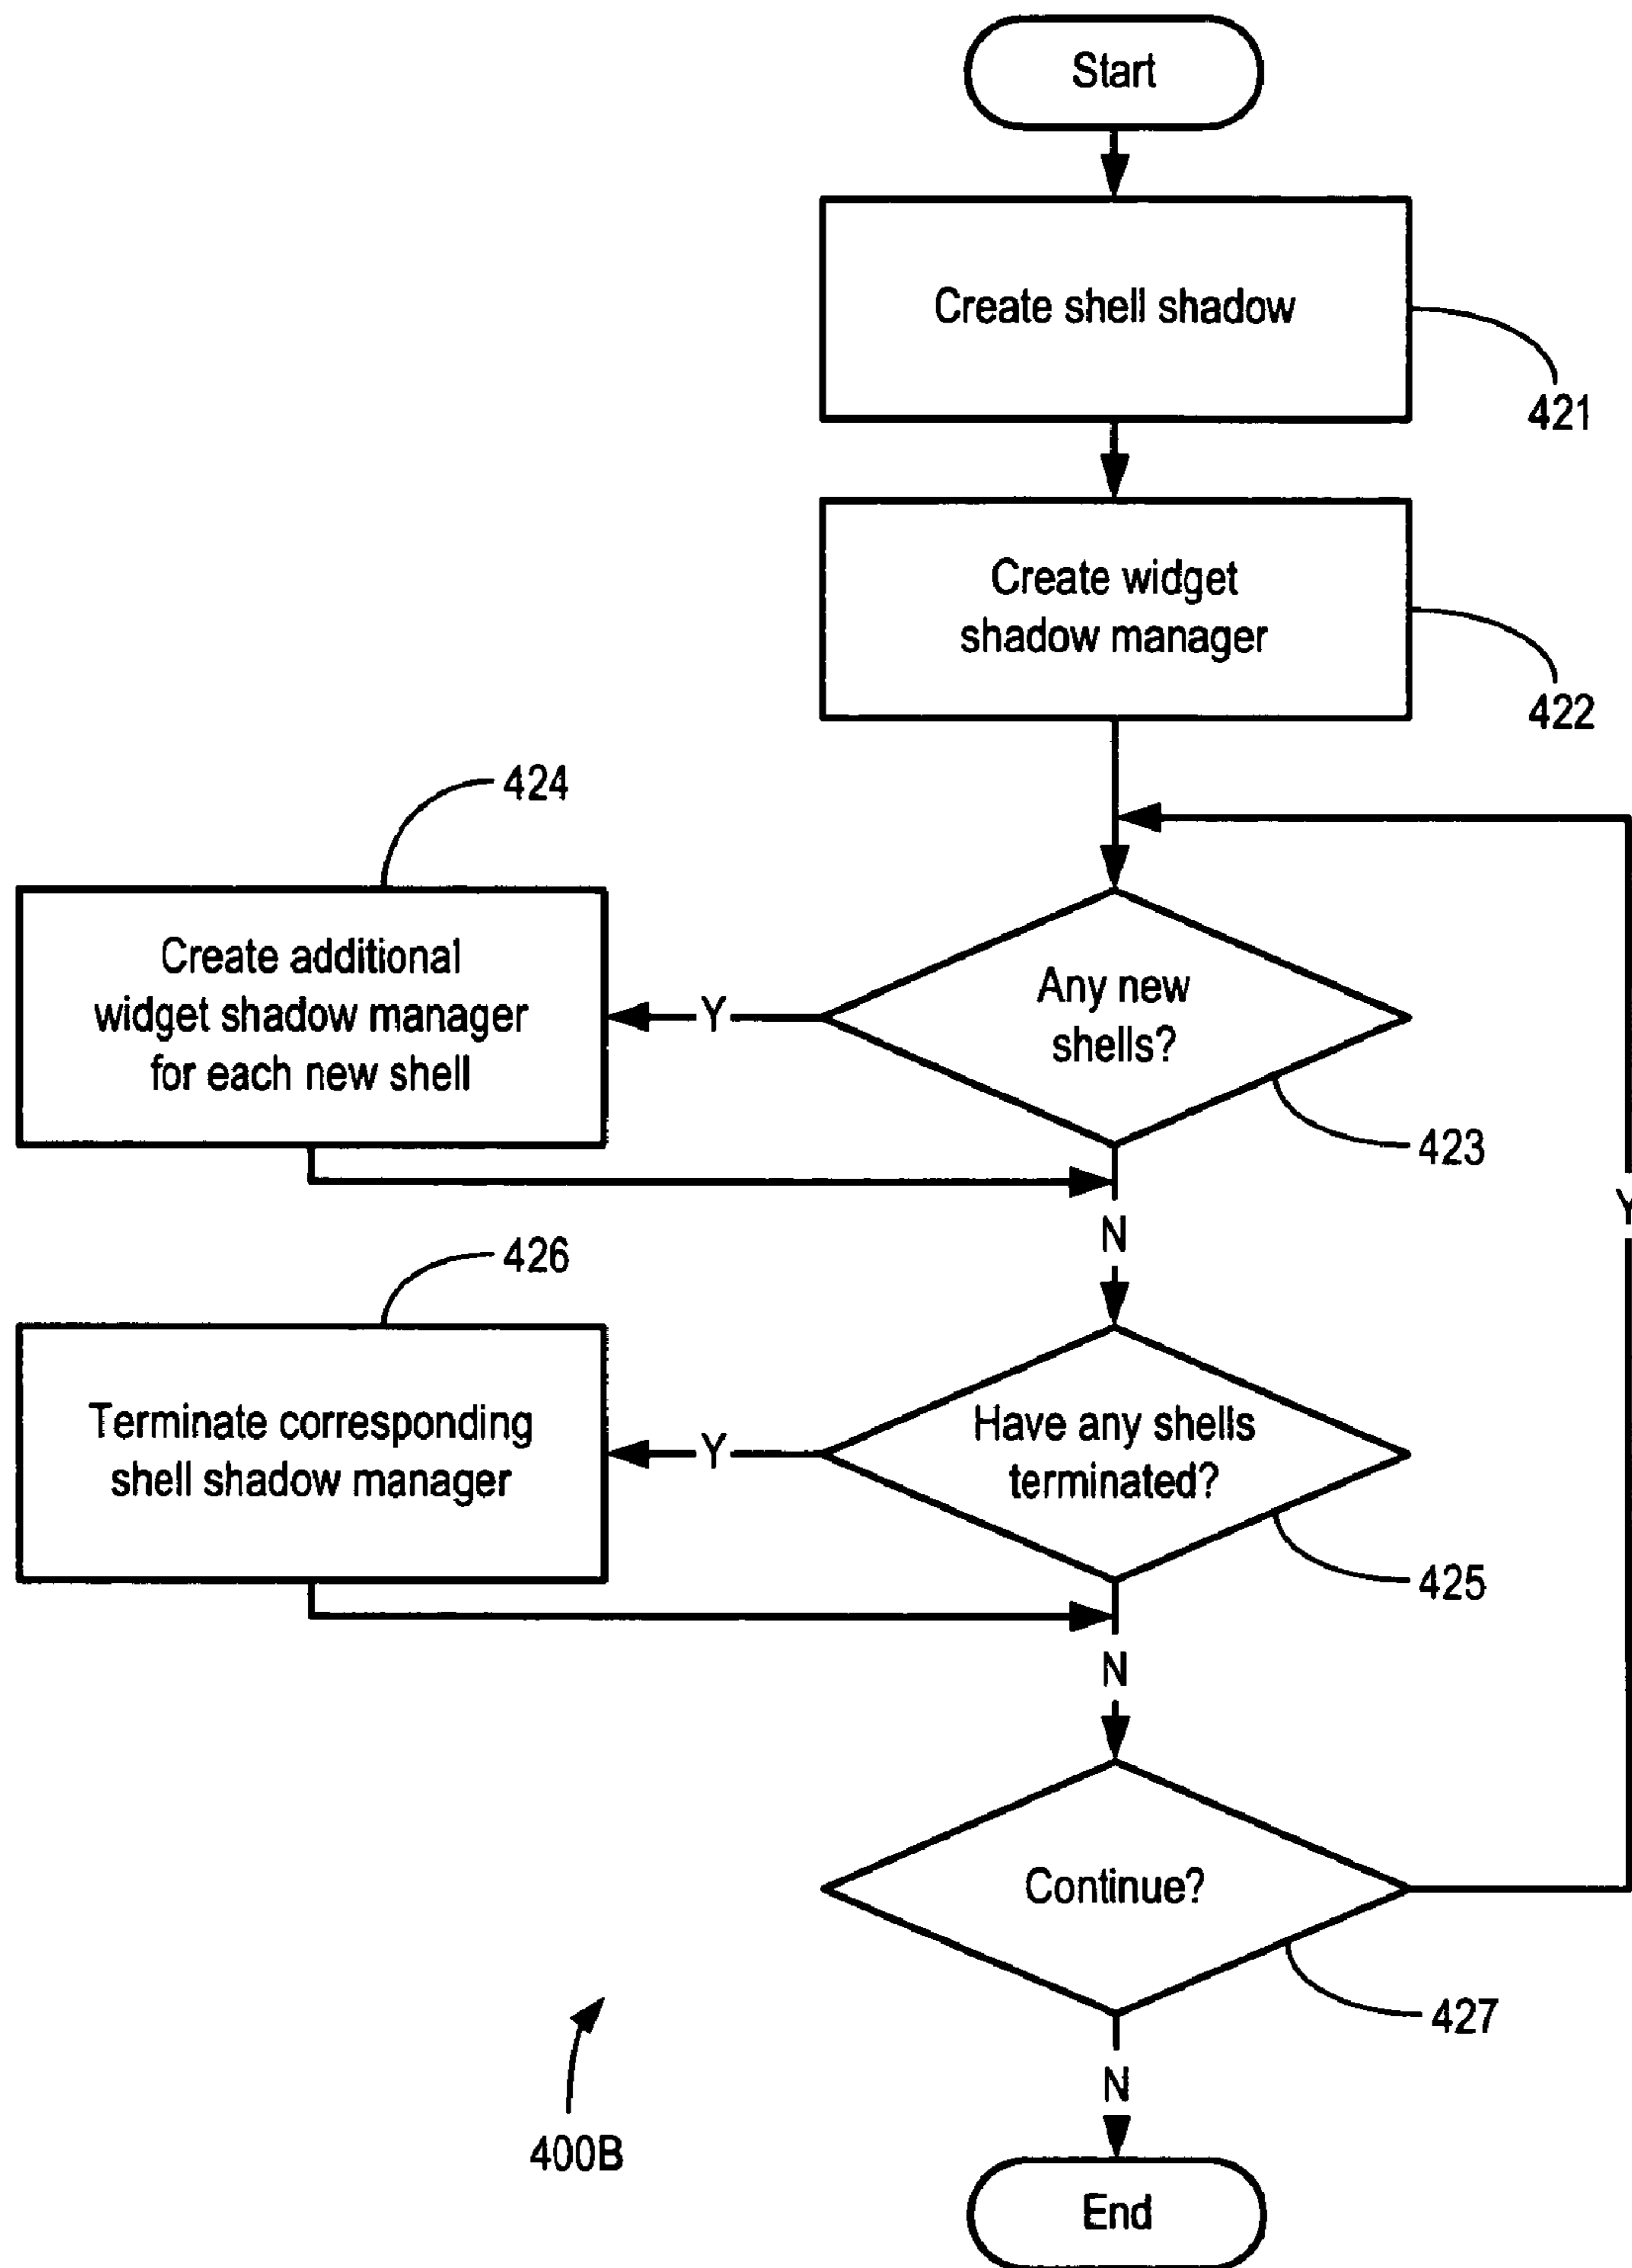 Start
Create shell shadow
421
Create widget
shadow manager
422
424
Create additional
widget shadow manager
for each new shell
Y
Any new
shells?
423
Y
N
426
Terminate corresponding
shell shadow manager
Y
Have any shells
terminated?
425
N
Continue?
427
N
400B
End